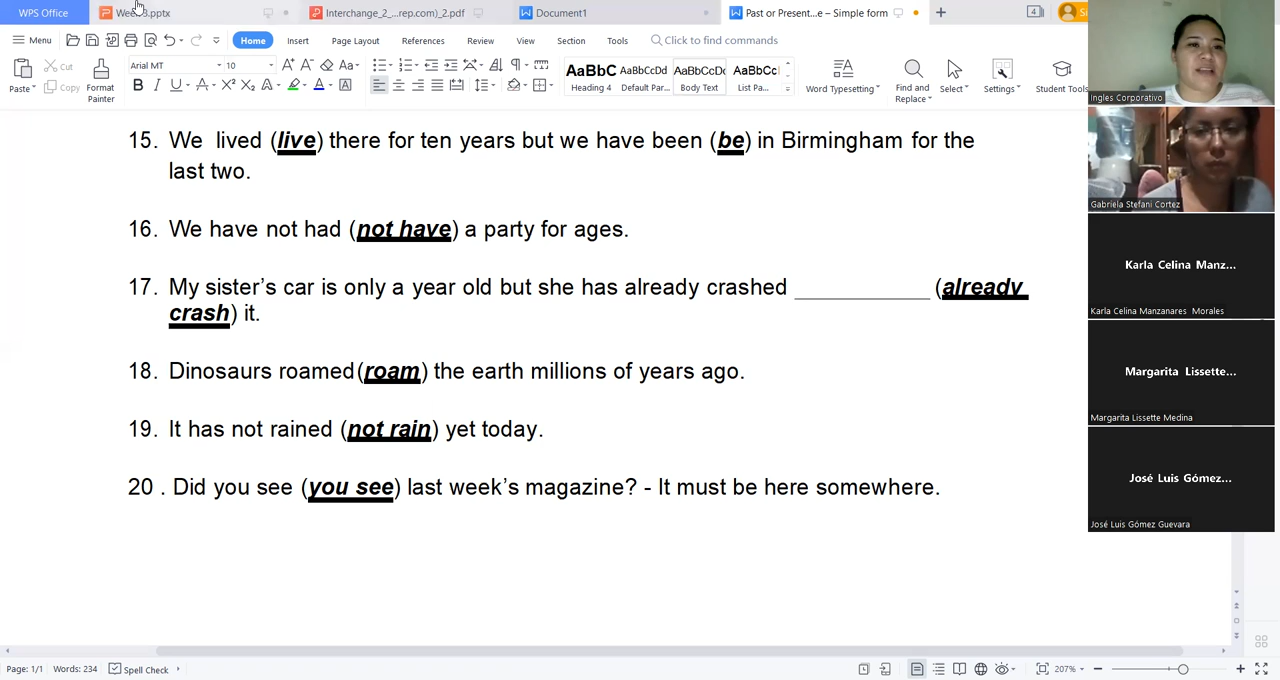 WPS Office
Interchange_2_...rep.com)_2.pdf
Document1
Past or Present...e – Simple form
+
Menu
Home
Insert
Page Layout
References
Review
View
Section
Tools
Click to find commands
Paste
Cut
Copy
Format Painter
Arial MT
10
AaBbC
Heading 4
AaBbCcDd
Default Par...
AaBbCcDc
Body Text
AaBbCc
List Pa...
Word Typesetting
Find and Replace
Select
Settings
Student Tools
15. We lived (live) there for ten years but we have been (be) in Birmingham for the
last two.
16. We have not had (not have) a party for ages.
17. My sister's car is only a year old but she has already crashed ___________ (already
crash) it.
18. Dinosaurs roamed(roam) the earth millions of years ago.
19. It has not rained (not rain) yet today.
20 . Did you see (you see) last week's magazine? - It must be here somewhere.
Ingles Corporativo
Gabriela Stefani Cortez
Karla Celina Manz...
Karla Celina Manzanares Morales
Margarita Lissette...
Margarita Lissette Medina
José Luis Gómez...
José Luis Gómez Guevara
Page: 1/1
Words: 234
Spell Check
207%